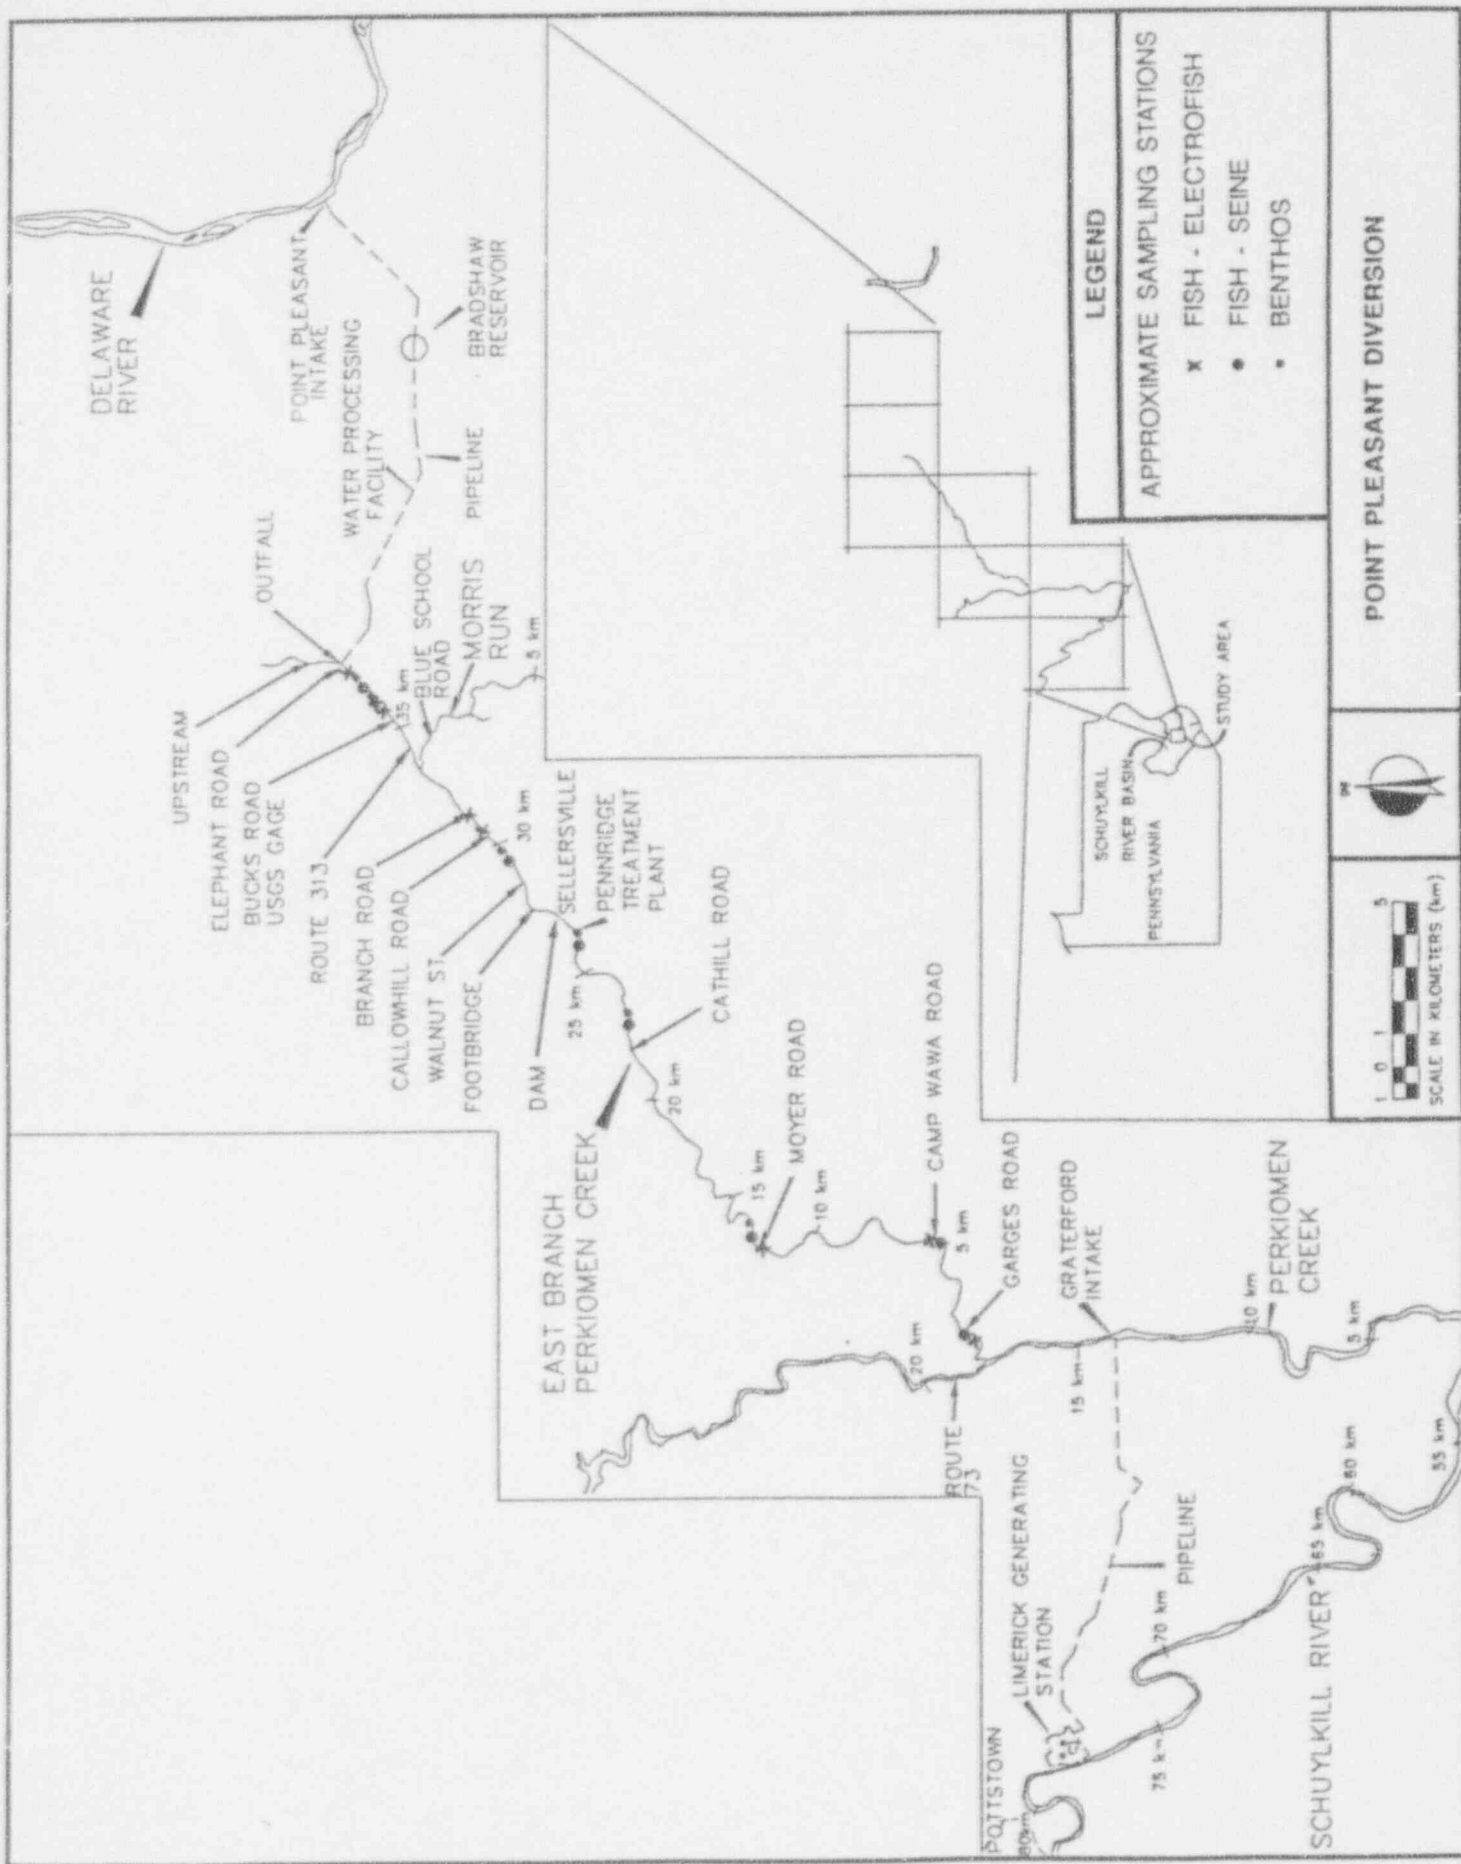 DELAWARE
RIVER
POINT PLEASANT
INTAKE
WATER PROCESSING
FACILITY
BRADSHAW
RESERVOIR
PIPELINE
OUTFALL
UPSTREAM
ELEPHANT ROAD
BUCKS ROAD
USGS GAGE
35 km
BLUE SCHOOL
ROAD
MORRIS
RUN
5 km
ROUTE 313
BRANCH ROAD
CALLOWHILL ROAD
WALNUT ST.
FOOTBRIDGE
30 km
DAM
SELLERSVILLE
PENNRIDGE
TREATMENT
PLANT
25 km
CATHILL ROAD
20 km
EAST BRANCH
PERKIOMEN CREEK
15 km
MOYER ROAD
10 km
CAMP WAWA ROAD
5 km
GARGES ROAD
20 km
ROUTE
73
GRATERFORD
INTAKE
15 km
10 km
PERKIOMEN
CREEK
5 km
LIMERICK GENERATING
STATION
PIPELINE
POTTSTOWN
80km
75 km
70 km
65 km
60 km
55 km
SCHUYLKILL RIVER
SCHUYLKILL
RIVER BASIN
PENNSYLVANIA
STUDY AREA
LEGEND
APPROXIMATE SAMPLING STATIONS
x FISH - ELECTROFISH
● FISH - SEINE
• BENTHOS
1 0 1 5
SCALE IN KILOMETERS (km)
POINT PLEASANT DIVERSION